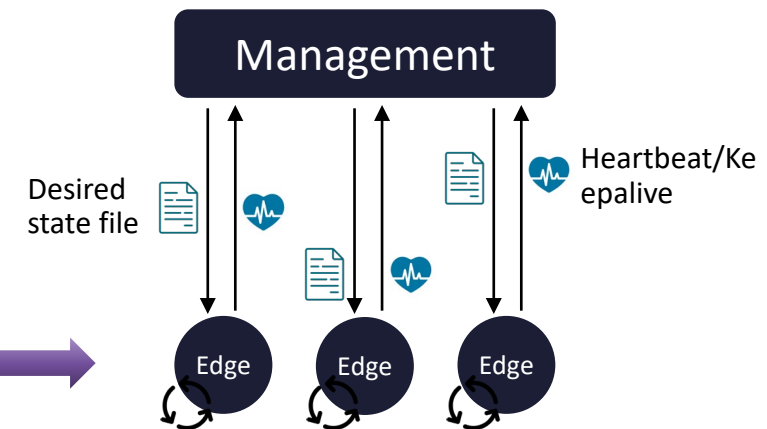 Management
Desired
state file
Heartbeat/Ke
epalive
Edge
Edge
Edge